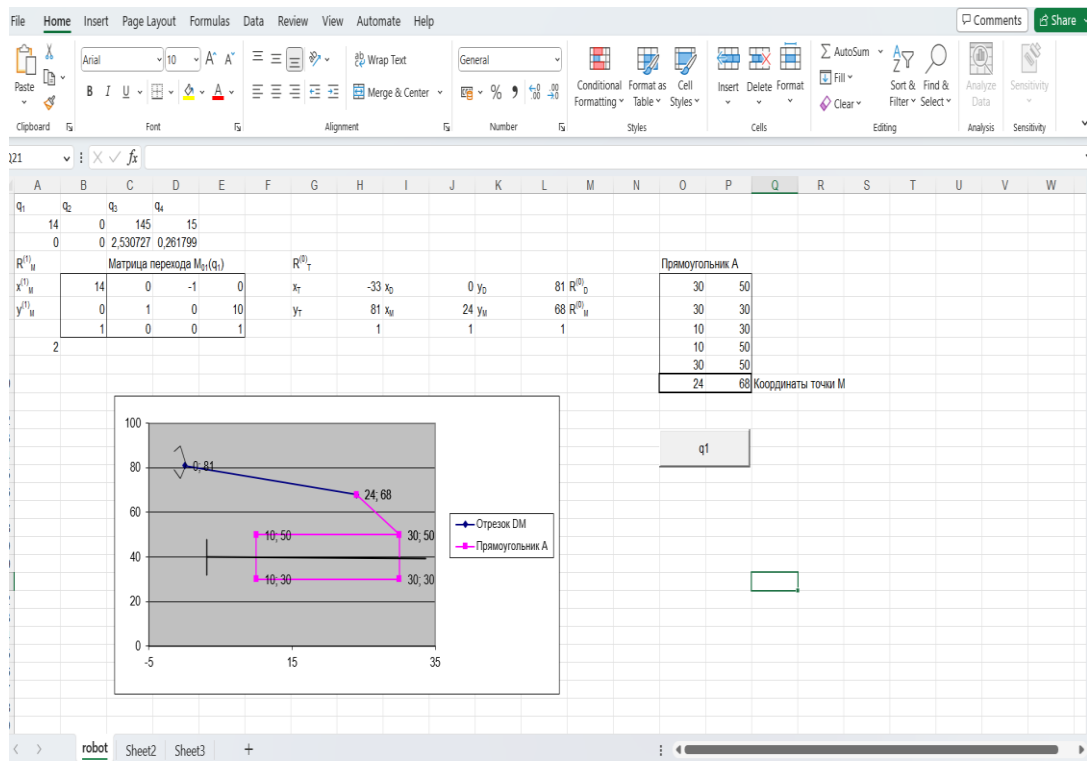 File Home Insert Page Layout Formulas Data Review View Automate Help Comments Share
Paste Arial 10 A^ Aˇ Wrap Text General Conditional Formatting Format as Table Cell Styles Insert Delete Format AutoSum Sort & Filter Find & Select Analyze Data Sensitivity
B I U A Merge & Center % 9 Fill
Clear
Clipboard Font Alignment Number Styles Cells Editing Analysis Sensitivity
Q21 fx
A B C D E F G H I J K L M N O P Q R S T U V W
q₁ q₂ q₃ q₄
14 0 145 15
0 0 2,530727 0,261799
R⁽¹⁾M Матрица перехода M₀₁(q₁) R⁽⁰⁾T Прямоугольник A
x⁽¹⁾M 14 0 -1 0 xT -33 xD 0 yD 81 R⁽⁰⁾D 30 50
y⁽¹⁾M 0 1 0 10 yT 81 xM 24 yM 68 R⁽⁰⁾M 30 30
1 0 0 1 1 1 1 10 30
2 10 50
30 50
24 68 Координаты точки M
q1
100
80
60
40
20
0
-5 15 35
0; 81
24; 68
10; 50 30; 50
10; 30 30; 30
Отрезок DM
Прямоугольник A
robot Sheet2 Sheet3 +